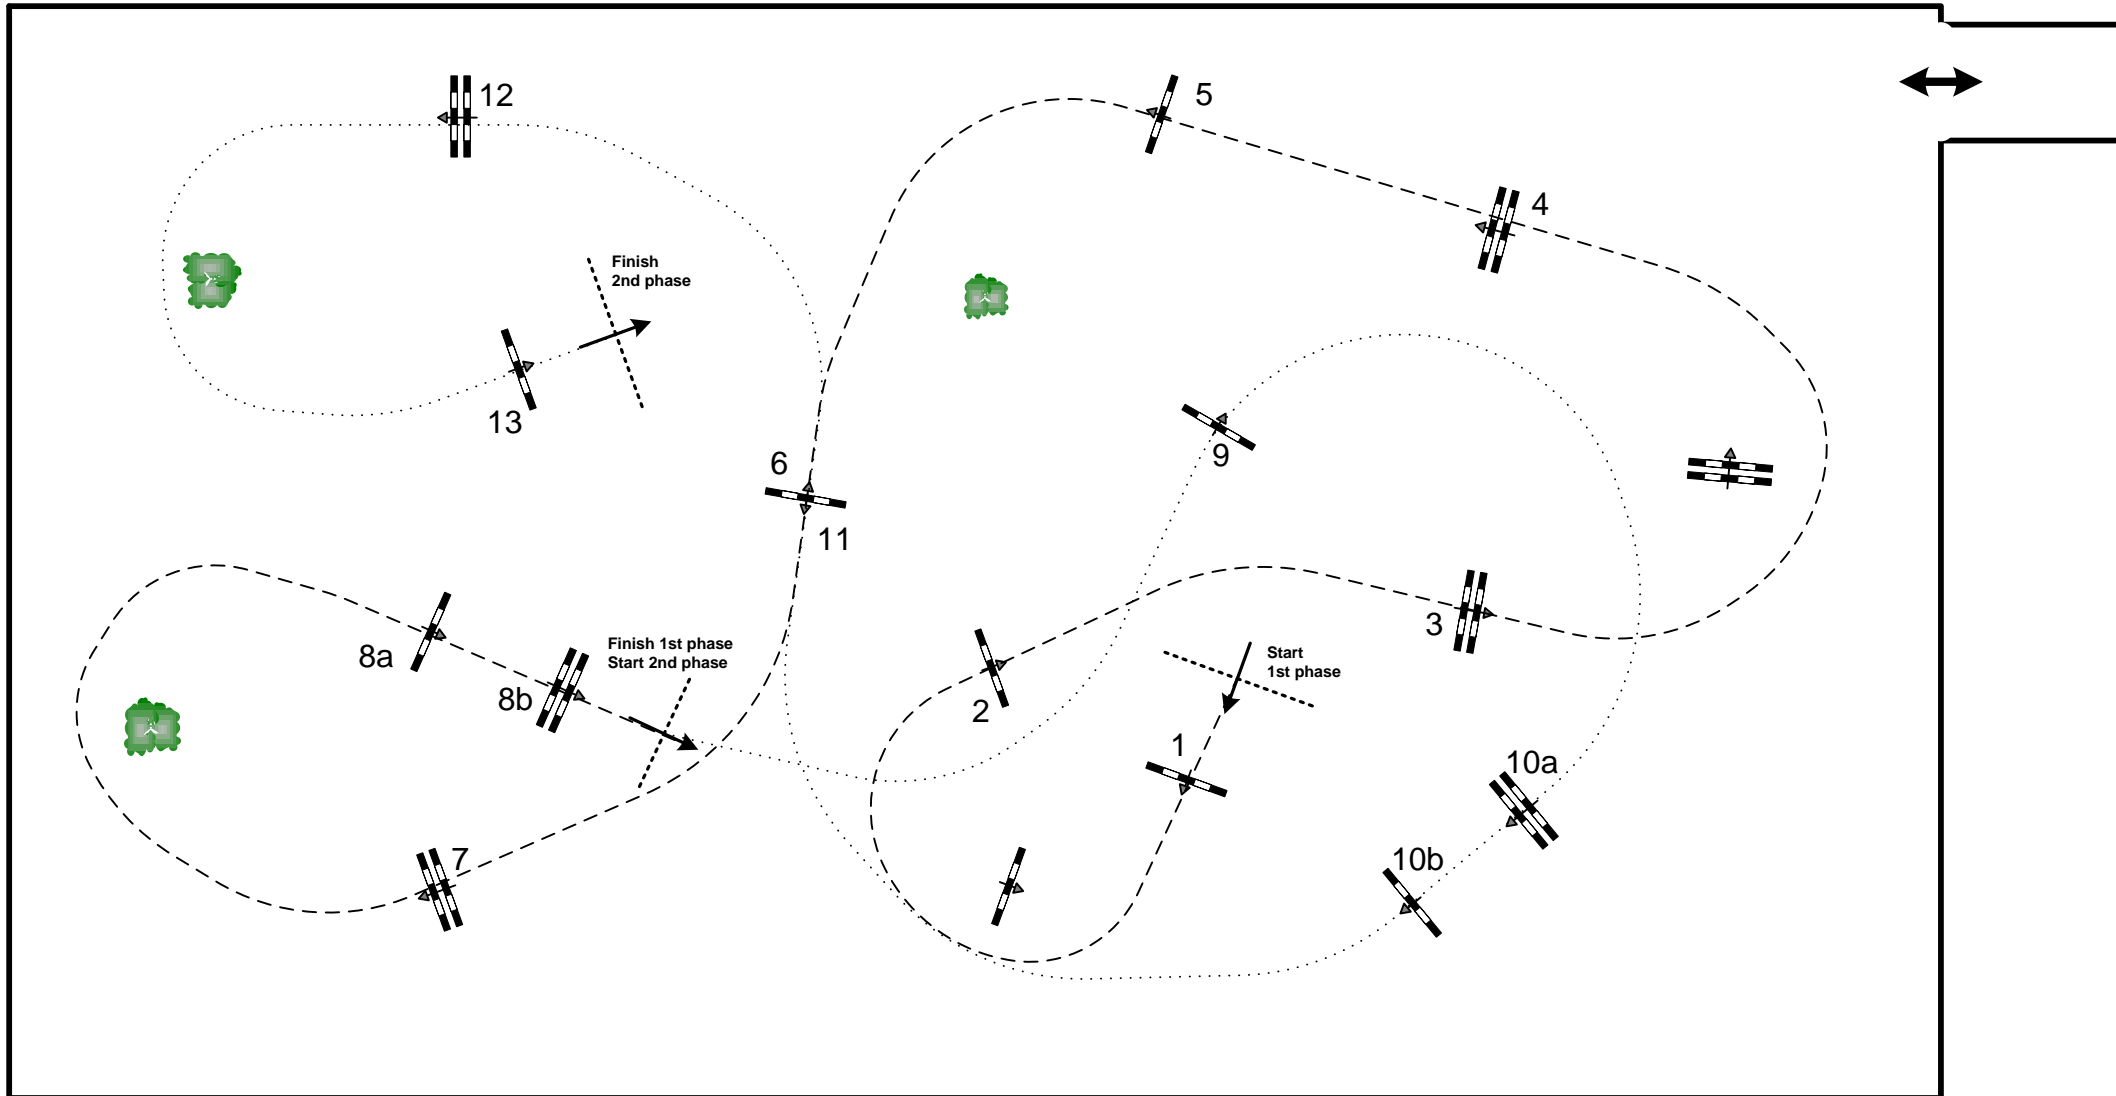 12
5
4
Finish
2nd phase
13
9
6
11
3
8a
Finish 1st phase
Start 2nd phase
8b
2
Start
1st phase
1
10a
10b
7